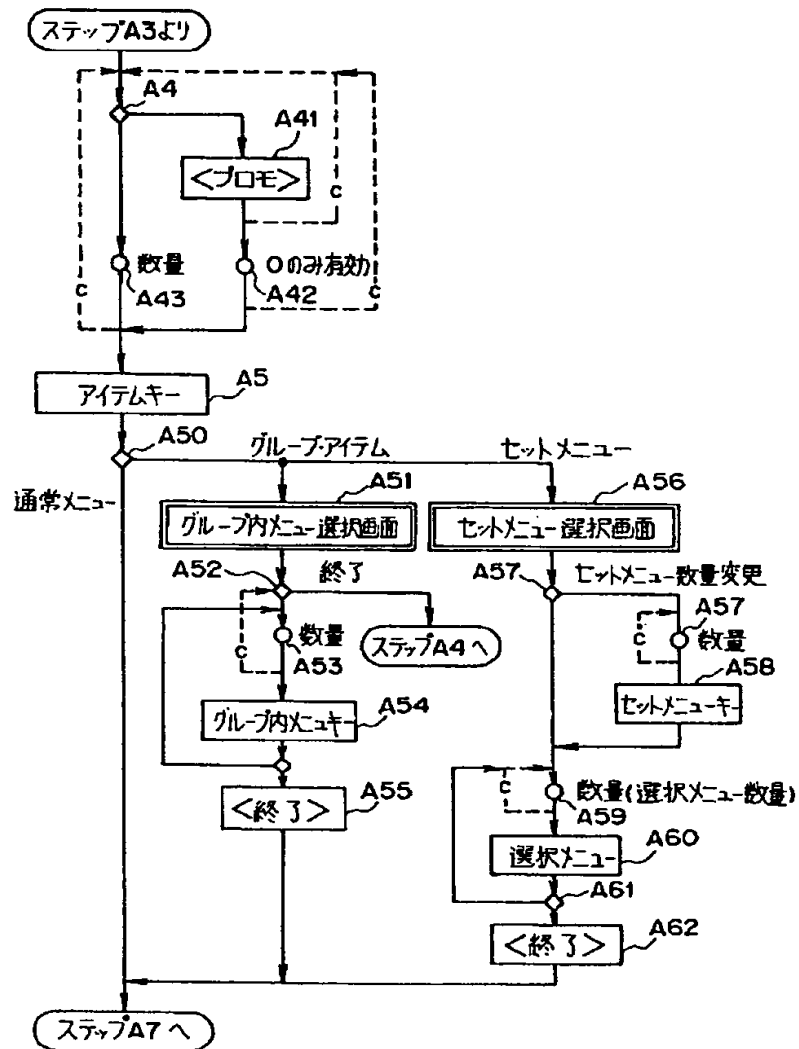 ステップA3より
A4
A41
<プロモ>
C
数量
0のみ有効
C
A43
A42
C
アイテムキー
A5
A50
グループ・アイテム
セットメニュー
通常メニュー
A51
A56
グループ内メニュー選択画面
セットメニュー選択画面
A52
終了
A57
セットメニュー数量変更
A57
数量
C
A53
ステップA4へ
C
数量
A58
グループ内メニュキー
A54
セットメニューキー
<終了>
A55
C
数量(選択メニュー数量)
A59
選択メニュー
A60
A61
<終了>
A62
ステップA7へ